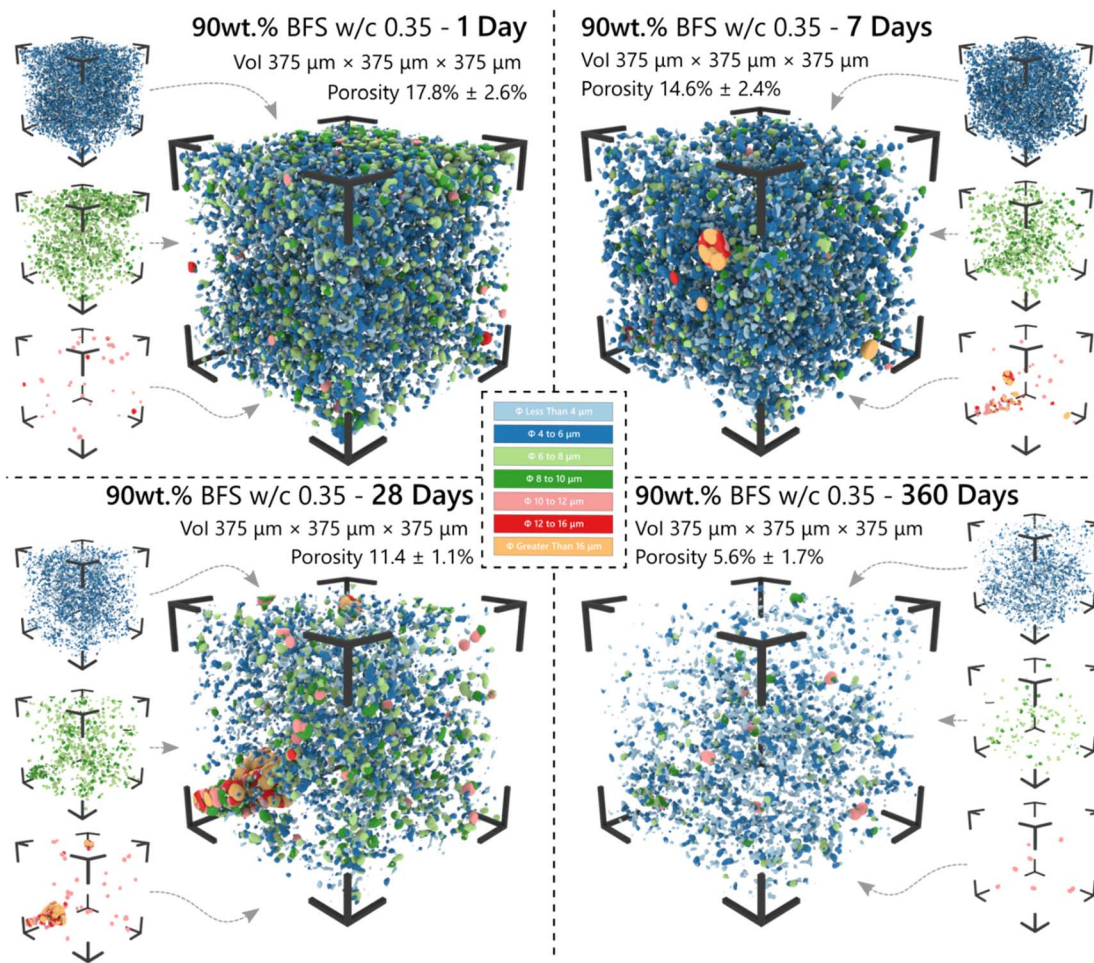 90wt.% BFS w/c 0.35 - 1 Day
Vol 375 µm × 375 µm × 375 µm
Porosity 17.8% ± 2.6%
90wt.% BFS w/c 0.35 - 7 Days
Vol 375 µm × 375 µm × 375 µm
Porosity 14.6% ± 2.4%
Φ Less Than 4 µm
Φ 4 to 6 µm
Φ 6 to 8 µm
Φ 8 to 10 µm
Φ 10 to 12 µm
Φ 12 to 16 µm
Φ Greater Than 16 µm
90wt.% BFS w/c 0.35 - 28 Days
Vol 375 µm × 375 µm × 375 µm
Porosity 11.4 ± 1.1%
90wt.% BFS w/c 0.35 - 360 Days
Vol 375 µm × 375 µm × 375 µm
Porosity 5.6% ± 1.7%